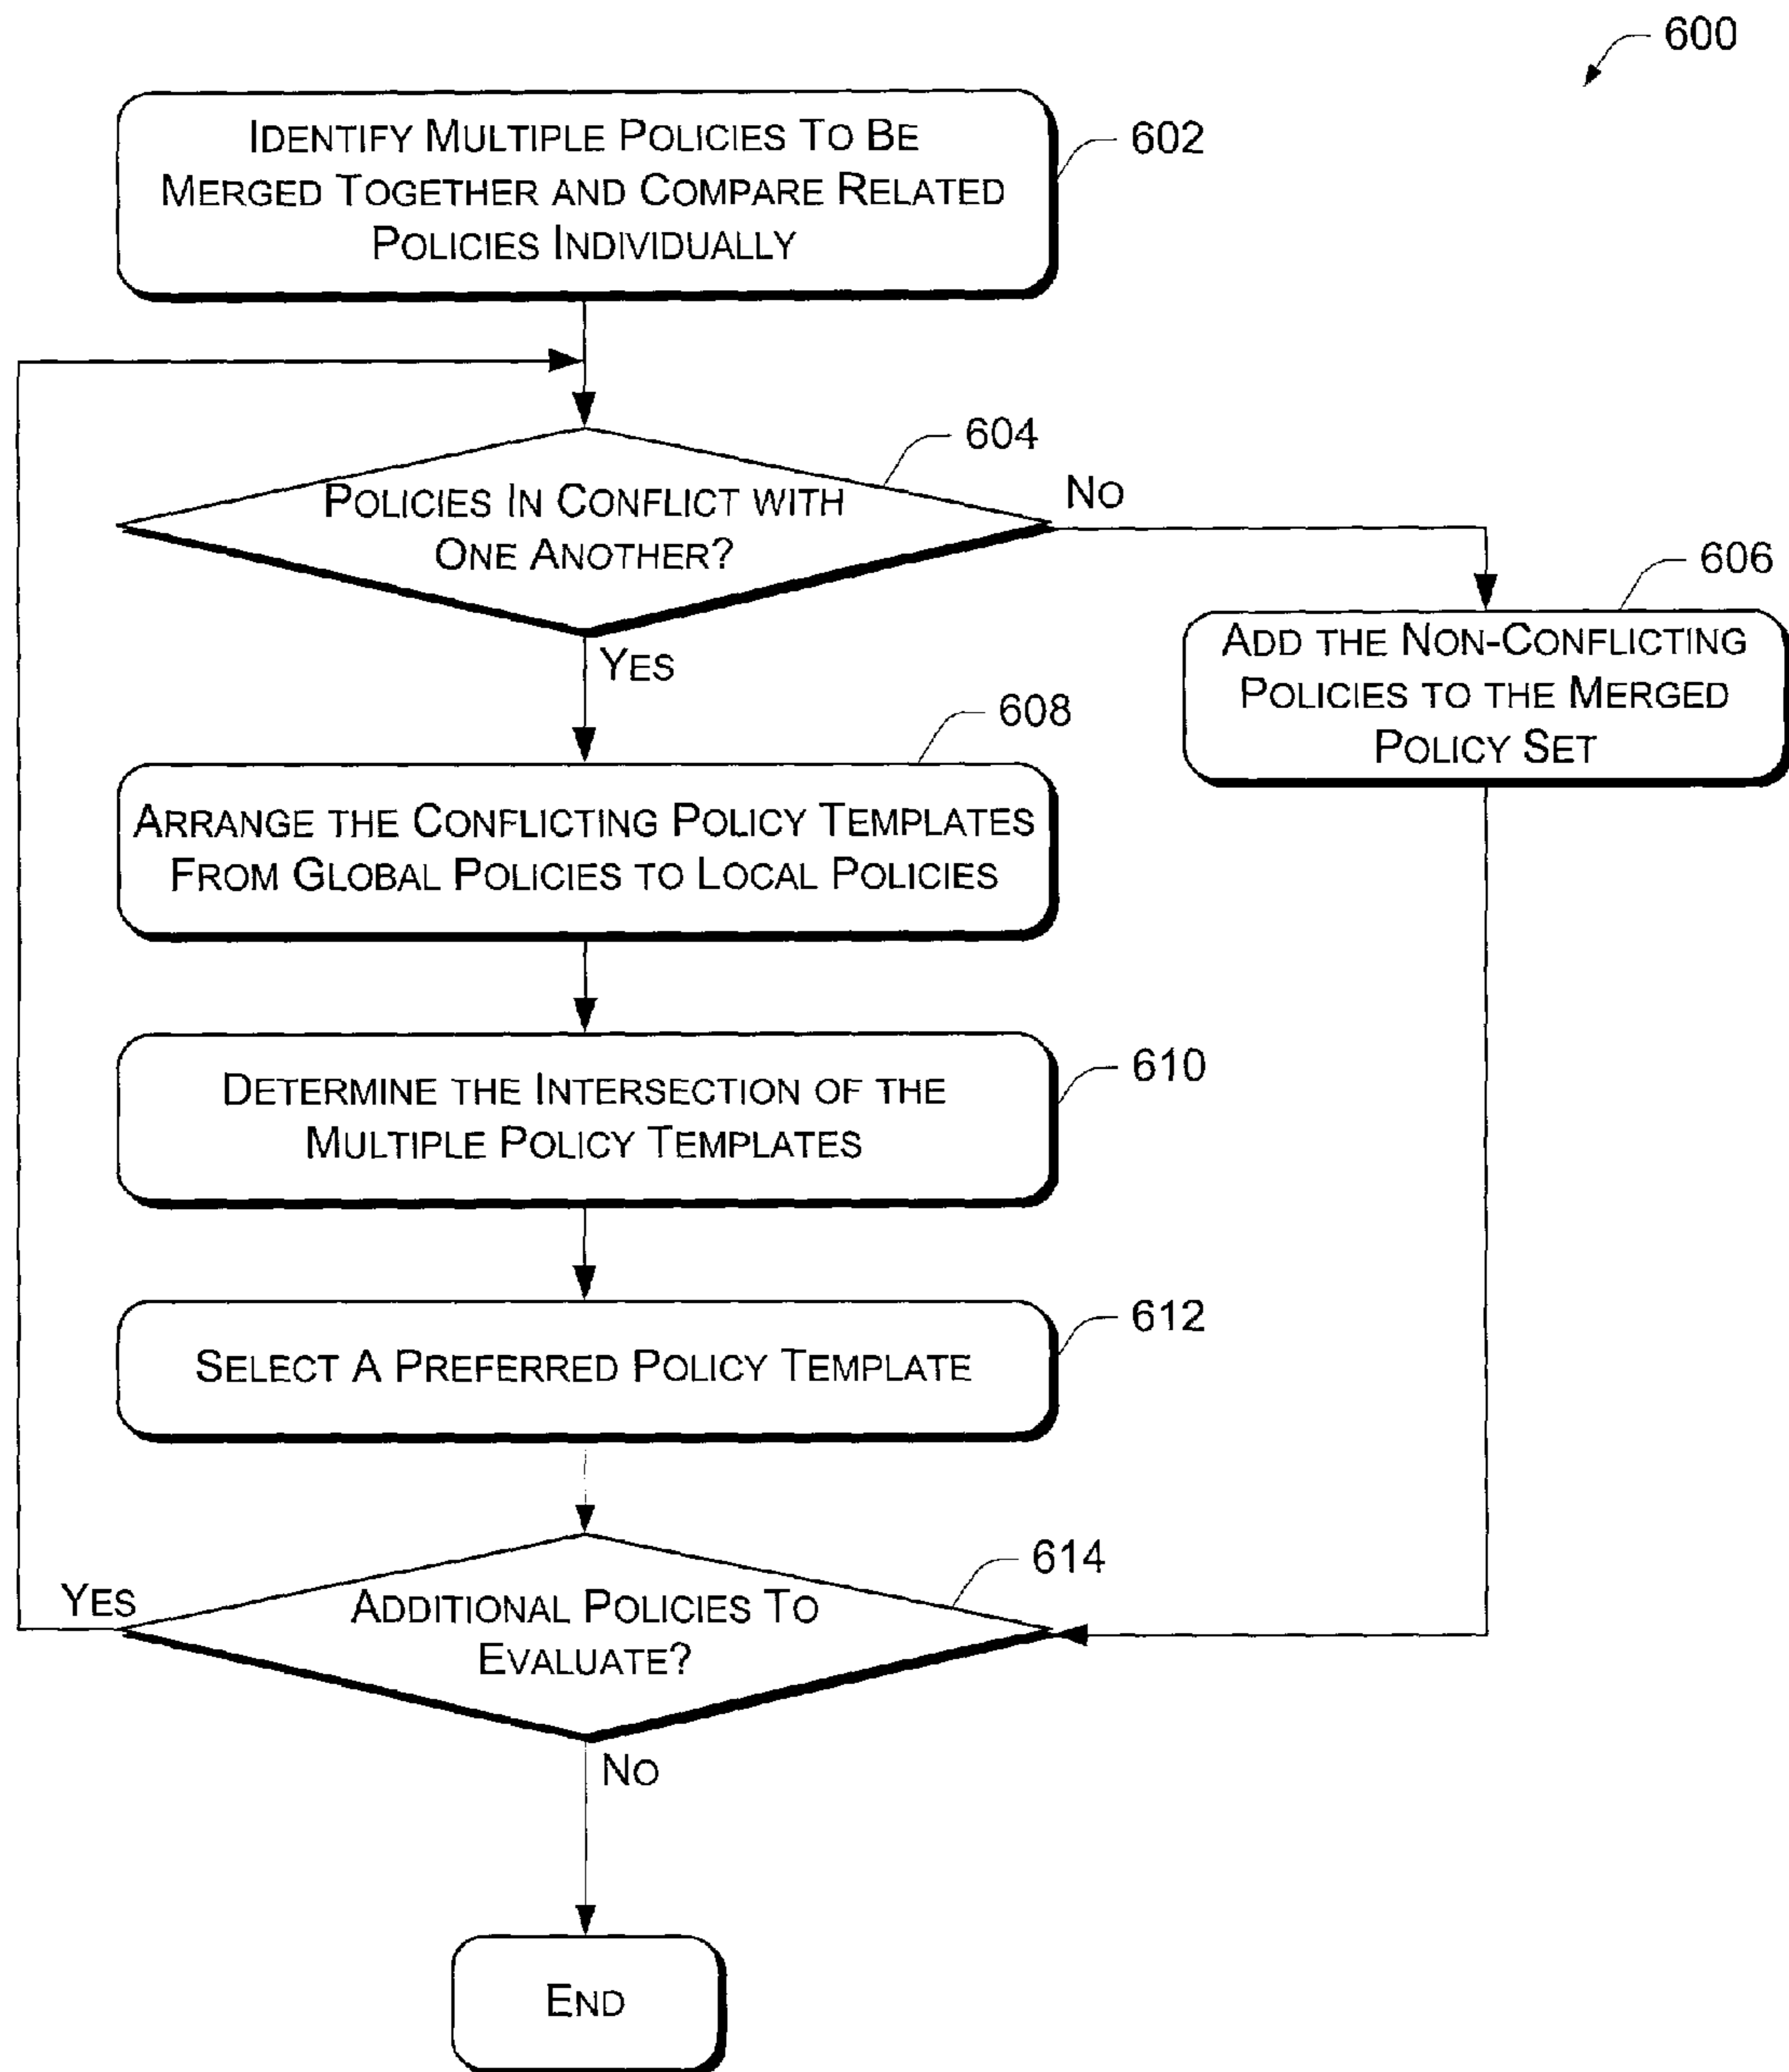 600
IDENTIFY MULTIPLE POLICIES TO BE
MERGED TOGETHER AND COMPARE RELATED
POLICIES INDIVIDUALLY
602
604
POLICIES IN CONFLICT WITH
ONE ANOTHER?
NO
606
ADD THE NON-CONFLICTING
POLICIES TO THE MERGED
POLICY SET
YES
608
ARRANGE THE CONFLICTING POLICY TEMPLATES
FROM GLOBAL POLICIES TO LOCAL POLICIES
610
DETERMINE THE INTERSECTION OF THE
MULTIPLE POLICY TEMPLATES
612
SELECT A PREFERRED POLICY TEMPLATE
614
YES
ADDITIONAL POLICIES TO
EVALUATE?
NO
END